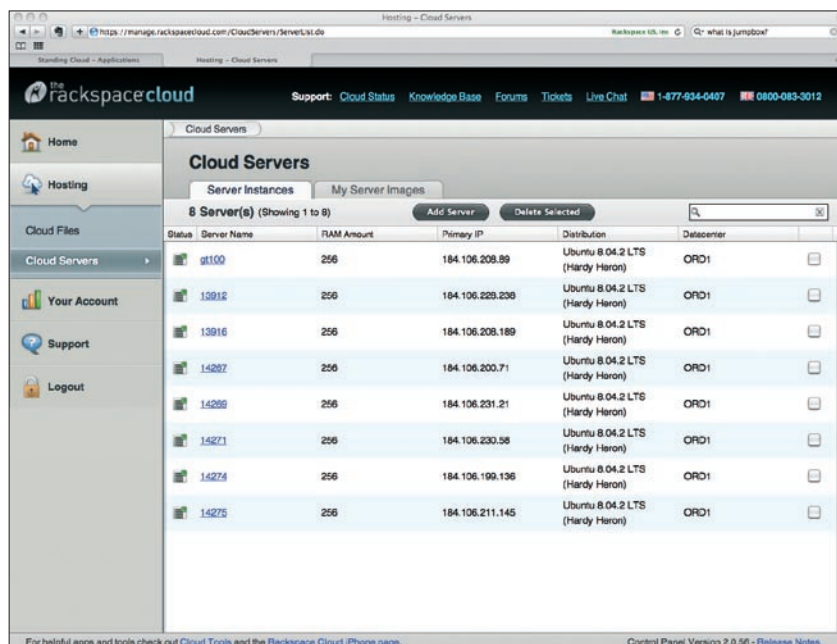 Hosting – Cloud Servers
https://manage.rackspacecloud.com/CloudServers/ServerList.do
Rackspace US, Inc
what is jumpbox?
Standing Cloud – Applications
Hosting – Cloud Servers
the rackspacecloud
Support: Cloud Status Knowledge Base Forums Tickets Live Chat 1-877-934-0407 0800-083-3012
Home
Hosting
Cloud Files
Cloud Servers
Your Account
Support
Logout
Cloud Servers
Cloud Servers
Server Instances My Server Images
8 Server(s) (Showing 1 to 8) Add Server Delete Selected
Status Server Name RAM Amount Primary IP Distribution Datacenter
gt100 256 184.106.208.89 Ubuntu 8.04.2 LTS (Hardy Heron) ORD1
13912 256 184.106.228.238 Ubuntu 8.04.2 LTS (Hardy Heron) ORD1
13916 256 184.106.208.189 Ubuntu 8.04.2 LTS (Hardy Heron) ORD1
14267 256 184.106.200.71 Ubuntu 8.04.2 LTS (Hardy Heron) ORD1
14269 256 184.106.231.21 Ubuntu 8.04.2 LTS (Hardy Heron) ORD1
14271 256 184.106.230.58 Ubuntu 8.04.2 LTS (Hardy Heron) ORD1
14274 256 184.106.199.136 Ubuntu 8.04.2 LTS (Hardy Heron) ORD1
14275 256 184.106.211.145 Ubuntu 8.04.2 LTS (Hardy Heron) ORD1
For helpful apps and tools check out Cloud Tools and the Rackspace Cloud iPhone page.
Control Panel Version 2.0.56 - Release Notes